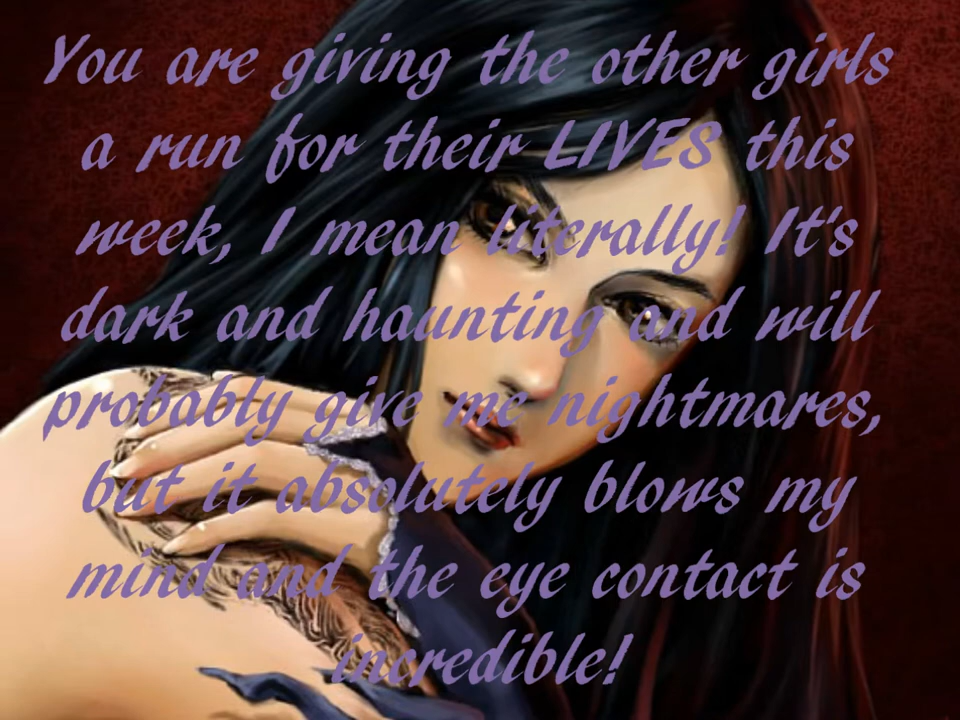 You are giving the other girls
a run for their LIVES this
week, I mean literally! It's
dark and haunting and will
probably give me nightmares,
but it absolutely blows my
mind and the eye contact is
incredible!